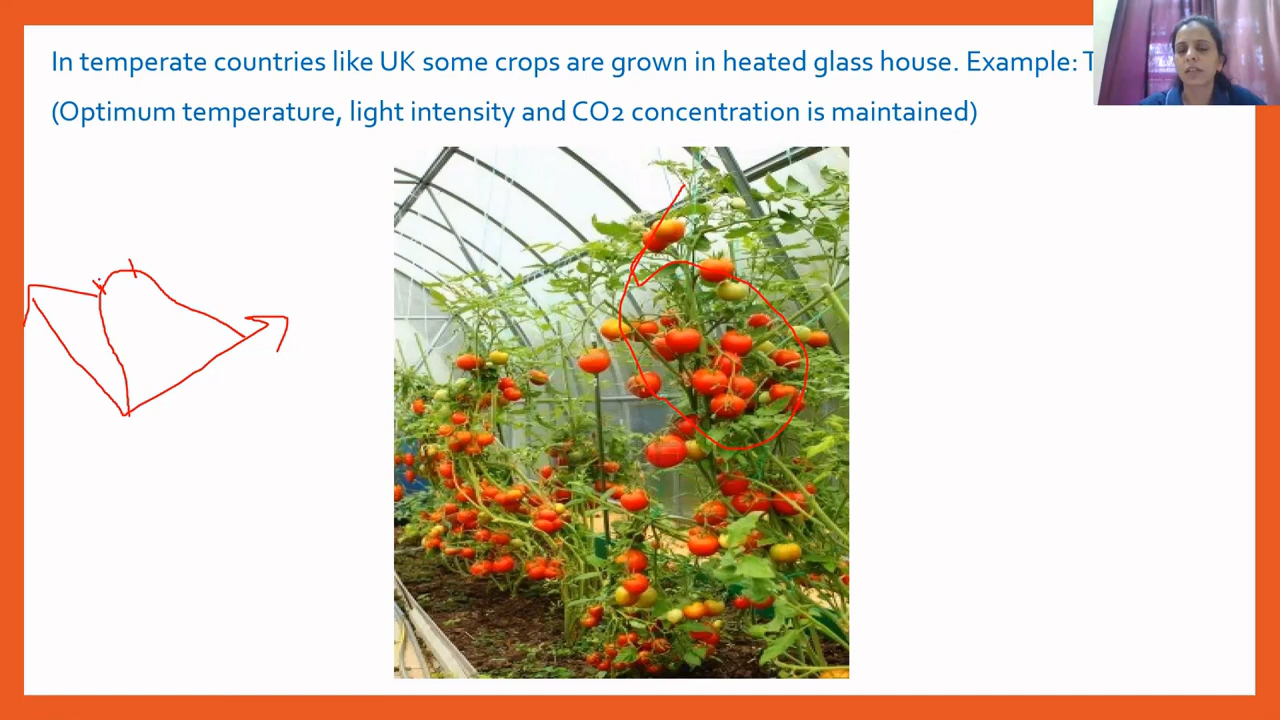 In temperate countries like UK some crops are grown in heated glass house. Example: T
(Optimum temperature, light intensity and CO2 concentration is maintained)